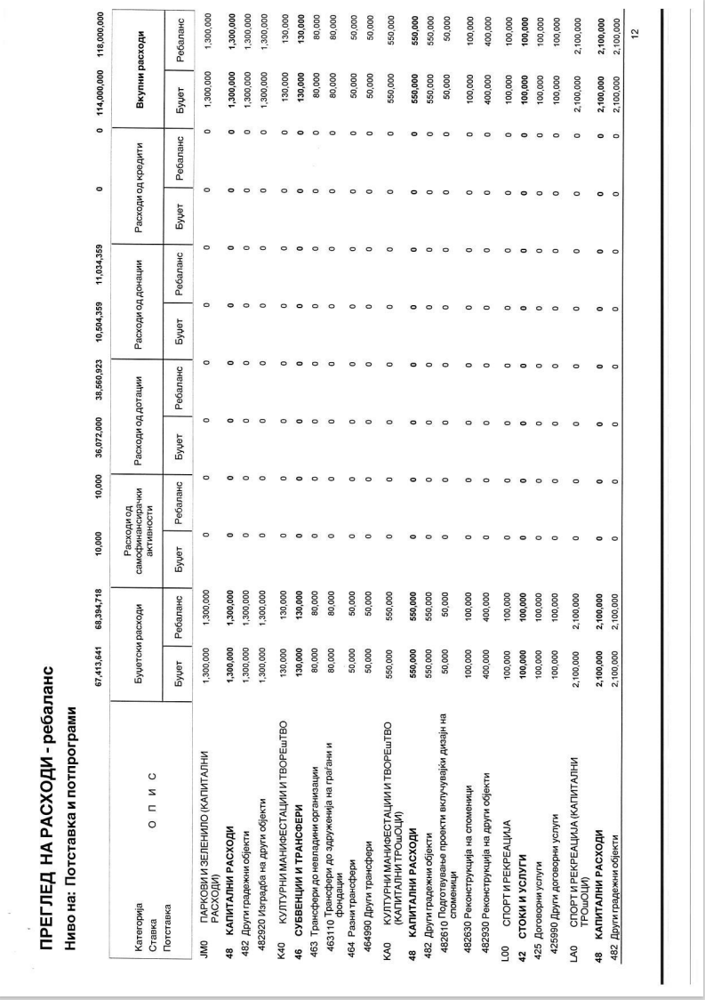 ПРЕГЛЕД НА РАСХОДИ - ребаланс
Ниво на: Потставка и потпрограми
67,413,641 68,394,718 10,000 10,000 36,072,000 38,560,923 10,504,359 11,034,359 0 0 114,000,000 118,000,000
Категорија
Ставка
Потставка
О П И С
Буџетски расходи
Расходи од самофинансирачки активности
Расходи од дотации
Расходи од донации
Расходи од кредити
Вкупни расходи
Буџет Ребаланс Буџет Ребаланс Буџет Ребаланс Буџет Ребаланс Буџет Ребаланс Буџет Ребаланс
JM0 ПАРКОВИ И ЗЕЛЕНИЛО (КАПИТАЛНИ РАСХОДИ) 1,300,000 1,300,000 0 0 0 0 0 0 0 0 1,300,000 1,300,000
48 КАПИТАЛНИ РАСХОДИ 1,300,000 1,300,000 0 0 0 0 0 0 0 0 1,300,000 1,300,000
482 Други градежни објекти 1,300,000 1,300,000 0 0 0 0 0 0 0 0 1,300,000 1,300,000
482920 Изградба на други објекти 1,300,000 1,300,000 0 0 0 0 0 0 0 0 1,300,000 1,300,000
K40 КУЛТУРНИ МАНИФЕСТАЦИИ И ТВОРЕшТВО 130,000 130,000 0 0 0 0 0 0 0 0 130,000 130,000
46 СУБВЕНЦИИ И ТРАНСФЕРИ 130,000 130,000 0 0 0 0 0 0 0 0 130,000 130,000
463 Трансфери до невладини организации 80,000 80,000 0 0 0 0 0 0 0 0 80,000 80,000
463110 Трансфери до здруженија на граѓани и фондации 80,000 80,000 0 0 0 0 0 0 0 0 80,000 80,000
464 Разни трансфери 50,000 50,000 0 0 0 0 0 0 0 0 50,000 50,000
464990 Други трансфери 50,000 50,000 0 0 0 0 0 0 0 0 50,000 50,000
KA0 КУЛТУРНИ МАНИФЕСТАЦИИ И ТВОРЕшТВО (КАПИТАЛНИ ТРОшОЦИ) 550,000 550,000 0 0 0 0 0 0 0 0 550,000 550,000
48 КАПИТАЛНИ РАСХОДИ 550,000 550,000 0 0 0 0 0 0 0 0 550,000 550,000
482 Други градежни објекти 550,000 550,000 0 0 0 0 0 0 0 0 550,000 550,000
482610 Подготвување проекти вклучувајки дизајн на споменици 50,000 50,000 0 0 0 0 0 0 0 0 50,000 50,000
482630 Реконструкција на споменици 100,000 100,000 0 0 0 0 0 0 0 0 100,000 100,000
482930 Реконструкција на други објекти 400,000 400,000 0 0 0 0 0 0 0 0 400,000 400,000
L00 СПОРТ И РЕКРЕАЦИЈА 100,000 100,000 0 0 0 0 0 0 0 0 100,000 100,000
42 СТОКИ И УСЛУГИ 100,000 100,000 0 0 0 0 0 0 0 0 100,000 100,000
425 Договорни услуги 100,000 100,000 0 0 0 0 0 0 0 0 100,000 100,000
425990 Други договорни услуги 100,000 100,000 0 0 0 0 0 0 0 0 100,000 100,000
LA0 СПОРТ И РЕКРЕАЦИЈА (КАПИТАЛНИ ТРОшОЦИ) 2,100,000 2,100,000 0 0 0 0 0 0 0 0 2,100,000 2,100,000
48 КАПИТАЛНИ РАСХОДИ 2,100,000 2,100,000 0 0 0 0 0 0 0 0 2,100,000 2,100,000
482 Други градежни објекти 2,100,000 2,100,000 0 0 0 0 0 0 0 0 2,100,000 2,100,000
12